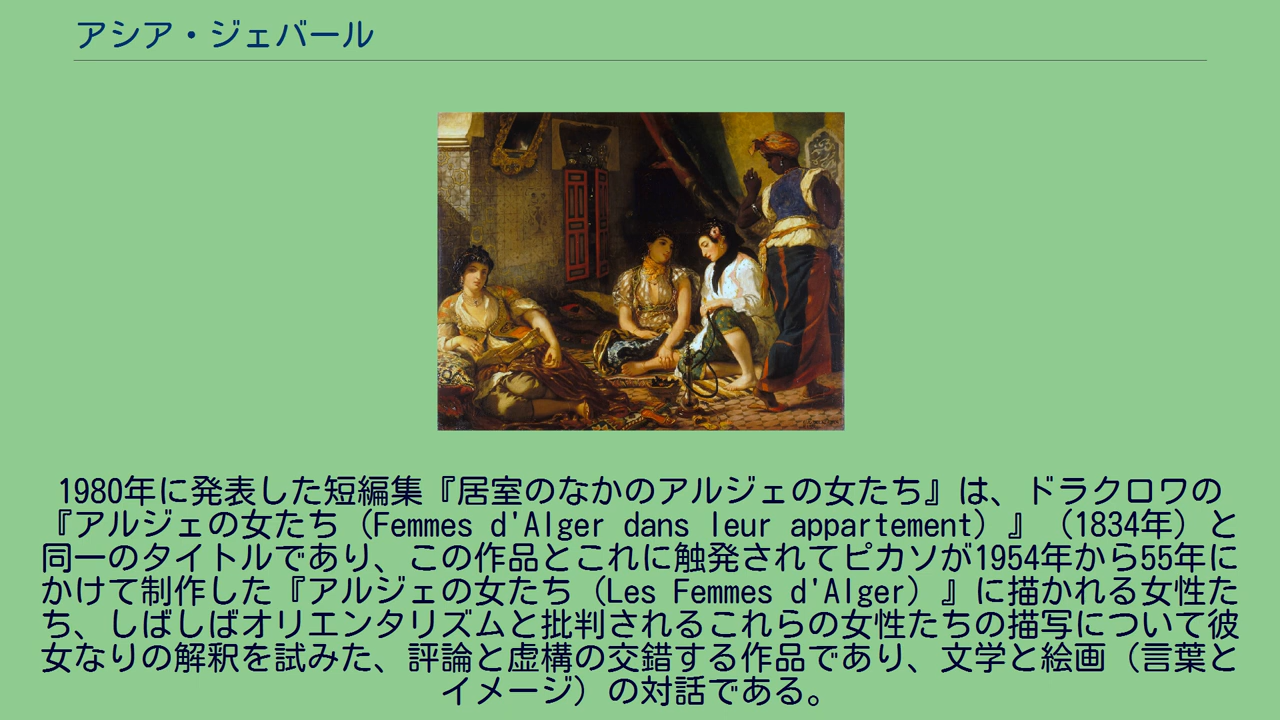 アシア・ジェバール
1980年に発表した短編集『居室のなかのアルジェの女たち』は、ドラクロワの
『アルジェの女たち（Femmes d'Alger dans leur appartement）』（1834年）と
同一のタイトルであり、この作品とこれに触発されてピカソが1954年から55年に
かけて制作した『アルジェの女たち（Les Femmes d'Alger）』に描かれる女性た
ち、しばしばオリエンタリズムと批判されるこれらの女性たちの描写について彼
女なりの解釈を試みた、評論と虚構の交錯する作品であり、文学と絵画（言葉と
イメージ）の対話である。